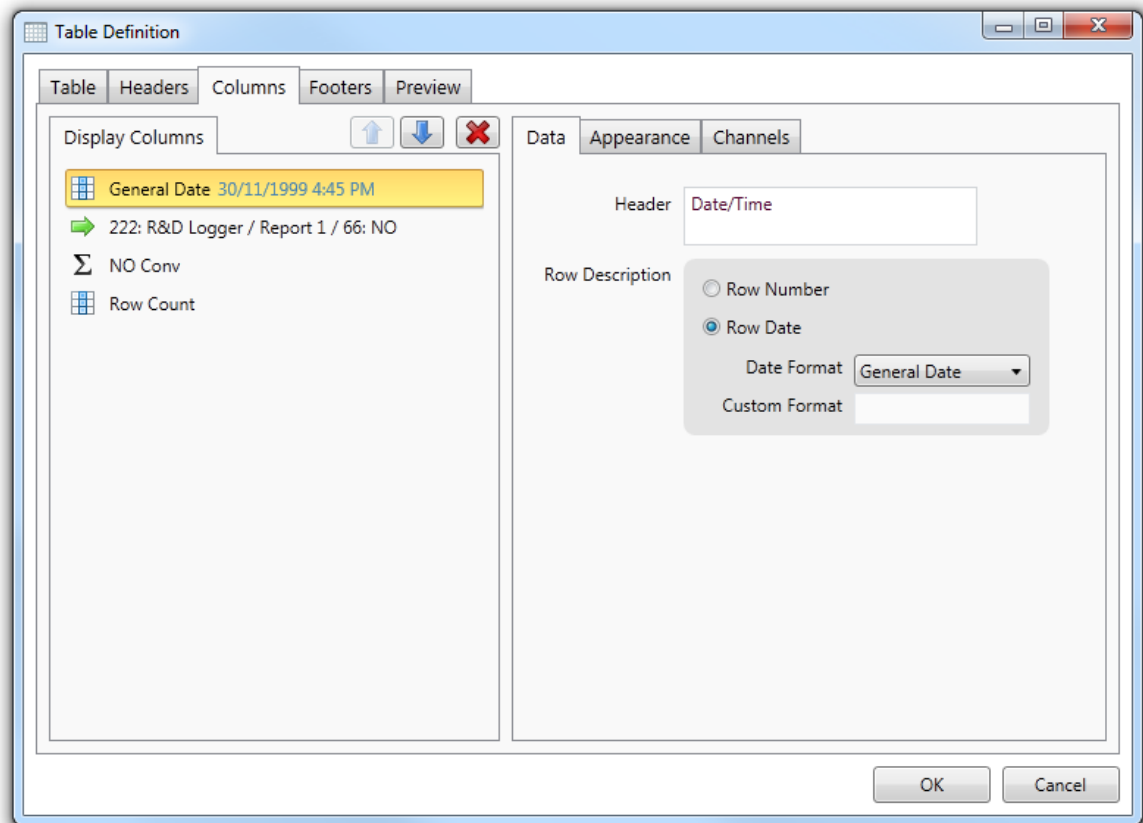 Table Definition
Table Headers Columns Footers Preview
Display Columns
General Date 30/11/1999 4:45 PM
222: R&D Logger / Report 1 / 66: NO
NO Conv
Row Count
Data Appearance Channels
Header Date/Time
Row Description
Row Number
Row Date
Date Format General Date
Custom Format
OK Cancel